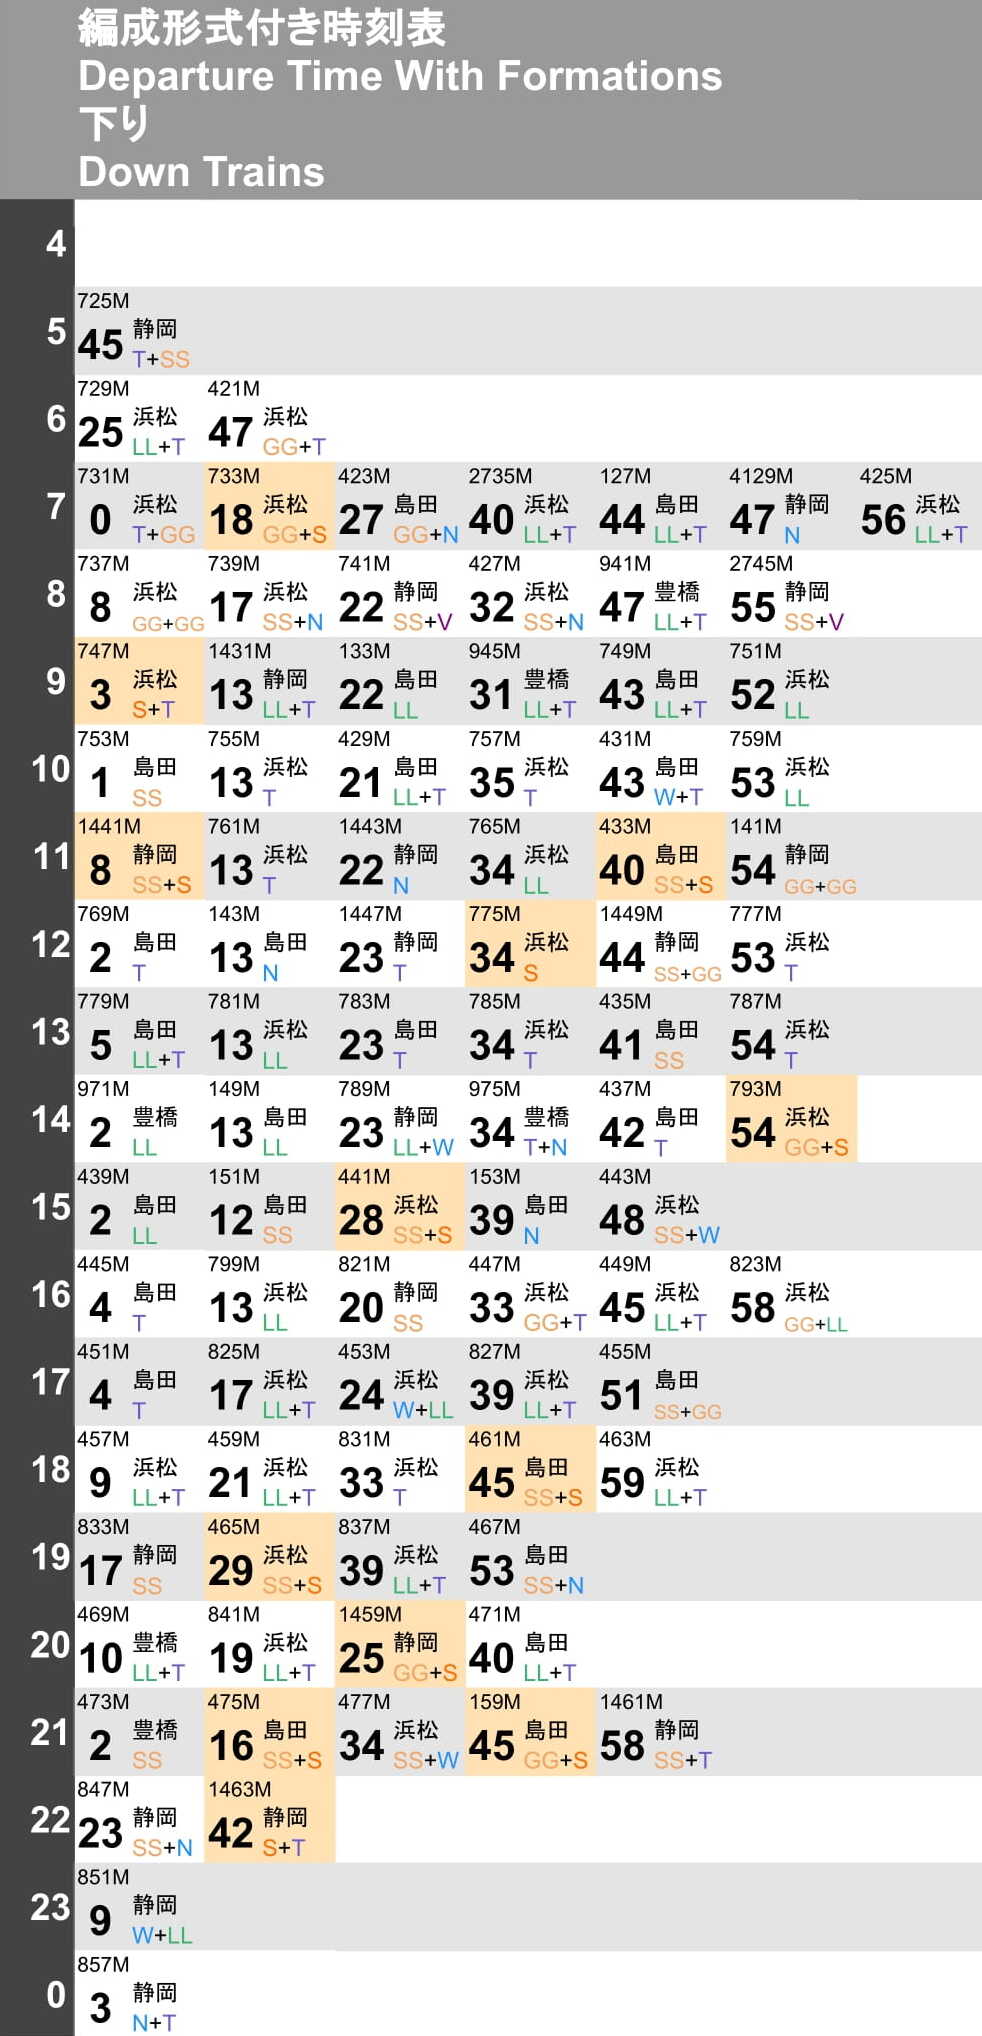 編成形式付き時刻表
Departure Time With Formations
下り
Down Trains
4
5
725M
45 静岡
T+SS
6
729M 421M
25 浜松 47 浜松
LL+T GG+T
7
731M 733M 423M 2735M 127M 4129M 425M
0 浜松 18 浜松 27 島田 40 浜松 44 島田 47 静岡 56 浜松
T+GG GG+S GG+N LL+T LL+T N LL+T
8
737M 739M 741M 427M 941M 2745M
8 浜松 17 浜松 22 静岡 32 浜松 47 豊橋 55 静岡
GG+GG SS+N SS+V SS+N LL+T SS+V
9
747M 1431M 133M 945M 749M 751M
3 浜松 13 静岡 22 島田 31 豊橋 43 島田 52 浜松
S+T LL+T LL LL+T LL+T LL
10
753M 755M 429M 757M 431M 759M
1 島田 13 浜松 21 島田 35 浜松 43 島田 53 浜松
SS T LL+T T W+T LL
11
1441M 761M 1443M 765M 433M 141M
8 静岡 13 浜松 22 静岡 34 浜松 40 島田 54 静岡
SS+S T N LL SS+S GG+GG
12
769M 143M 1447M 775M 1449M 777M
2 島田 13 島田 23 静岡 34 浜松 44 静岡 53 浜松
T N T S SS+GG T
13
779M 781M 783M 785M 435M 787M
5 島田 13 浜松 23 島田 34 浜松 41 島田 54 浜松
LL+T LL T T SS T
14
971M 149M 789M 975M 437M 793M
2 豊橋 13 島田 23 静岡 34 豊橋 42 島田 54 浜松
LL LL LL+W T+N T GG+S
15
439M 151M 441M 153M 443M
2 島田 12 島田 28 浜松 39 島田 48 浜松
LL SS SS+S N SS+W
16
445M 799M 821M 447M 449M 823M
4 島田 13 浜松 20 静岡 33 浜松 45 浜松 58 浜松
T LL SS GG+T LL+T GG+LL
17
451M 825M 453M 827M 455M
4 島田 17 浜松 24 浜松 39 浜松 51 島田
T LL+T W+LL LL+T SS+GG
18
457M 459M 831M 461M 463M
9 浜松 21 浜松 33 浜松 45 島田 59 浜松
LL+T LL+T T SS+S LL+T
19
833M 465M 837M 467M
17 静岡 29 浜松 39 浜松 53 島田
SS SS+S LL+T SS+N
20
469M 841M 1459M 471M
10 豊橋 19 浜松 25 静岡 40 島田
LL+T LL+T GG+S LL+T
21
473M 475M 477M 159M 1461M
2 豊橋 16 島田 34 浜松 45 島田 58 静岡
SS SS+S SS+W GG+S SS+T
22
847M 1463M
23 静岡 42 静岡
SS+N S+T
23
851M
9 静岡
W+LL
0
857M
3 静岡
N+T